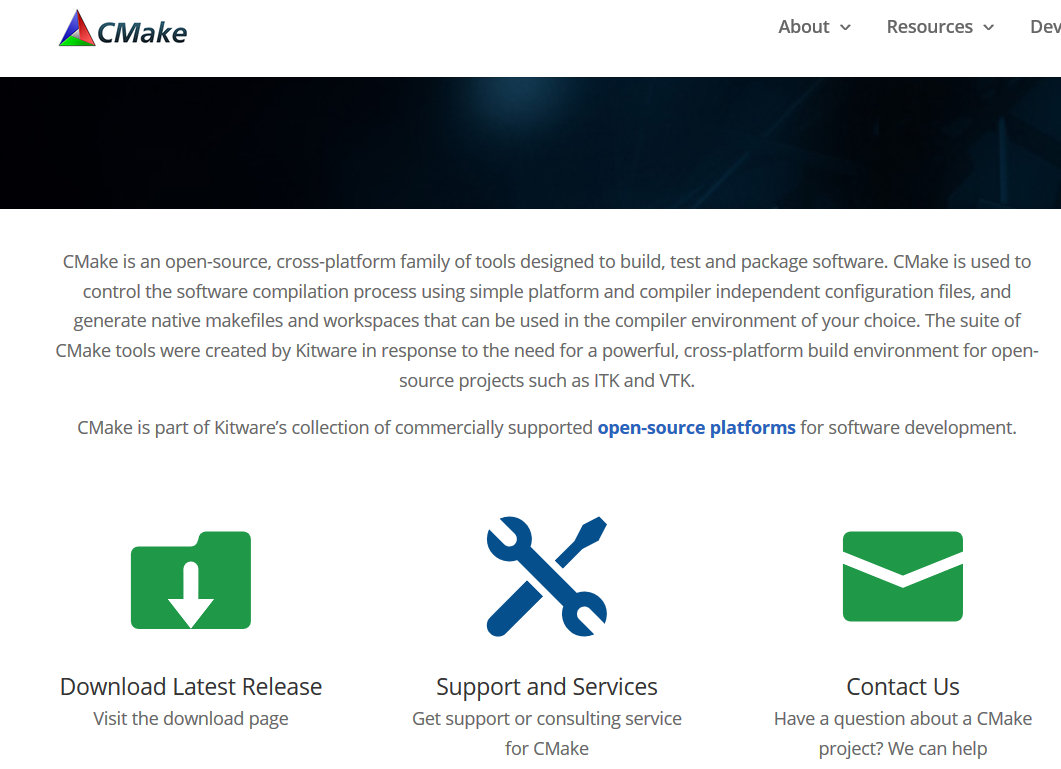 CMake
About
Resources
Dev
CMake is an open-source, cross-platform family of tools designed to build, test and package software. CMake is used to
control the software compilation process using simple platform and compiler independent configuration files, and
generate native makefiles and workspaces that can be used in the compiler environment of your choice. The suite of
CMake tools were created by Kitware in response to the need for a powerful, cross-platform build environment for open-
source projects such as ITK and VTK.
CMake is part of Kitware’s collection of commercially supported open-source platforms for software development.
Download Latest Release
Visit the download page
Support and Services
Get support or consulting service
for CMake
Contact Us
Have a question about a CMake
project? We can help